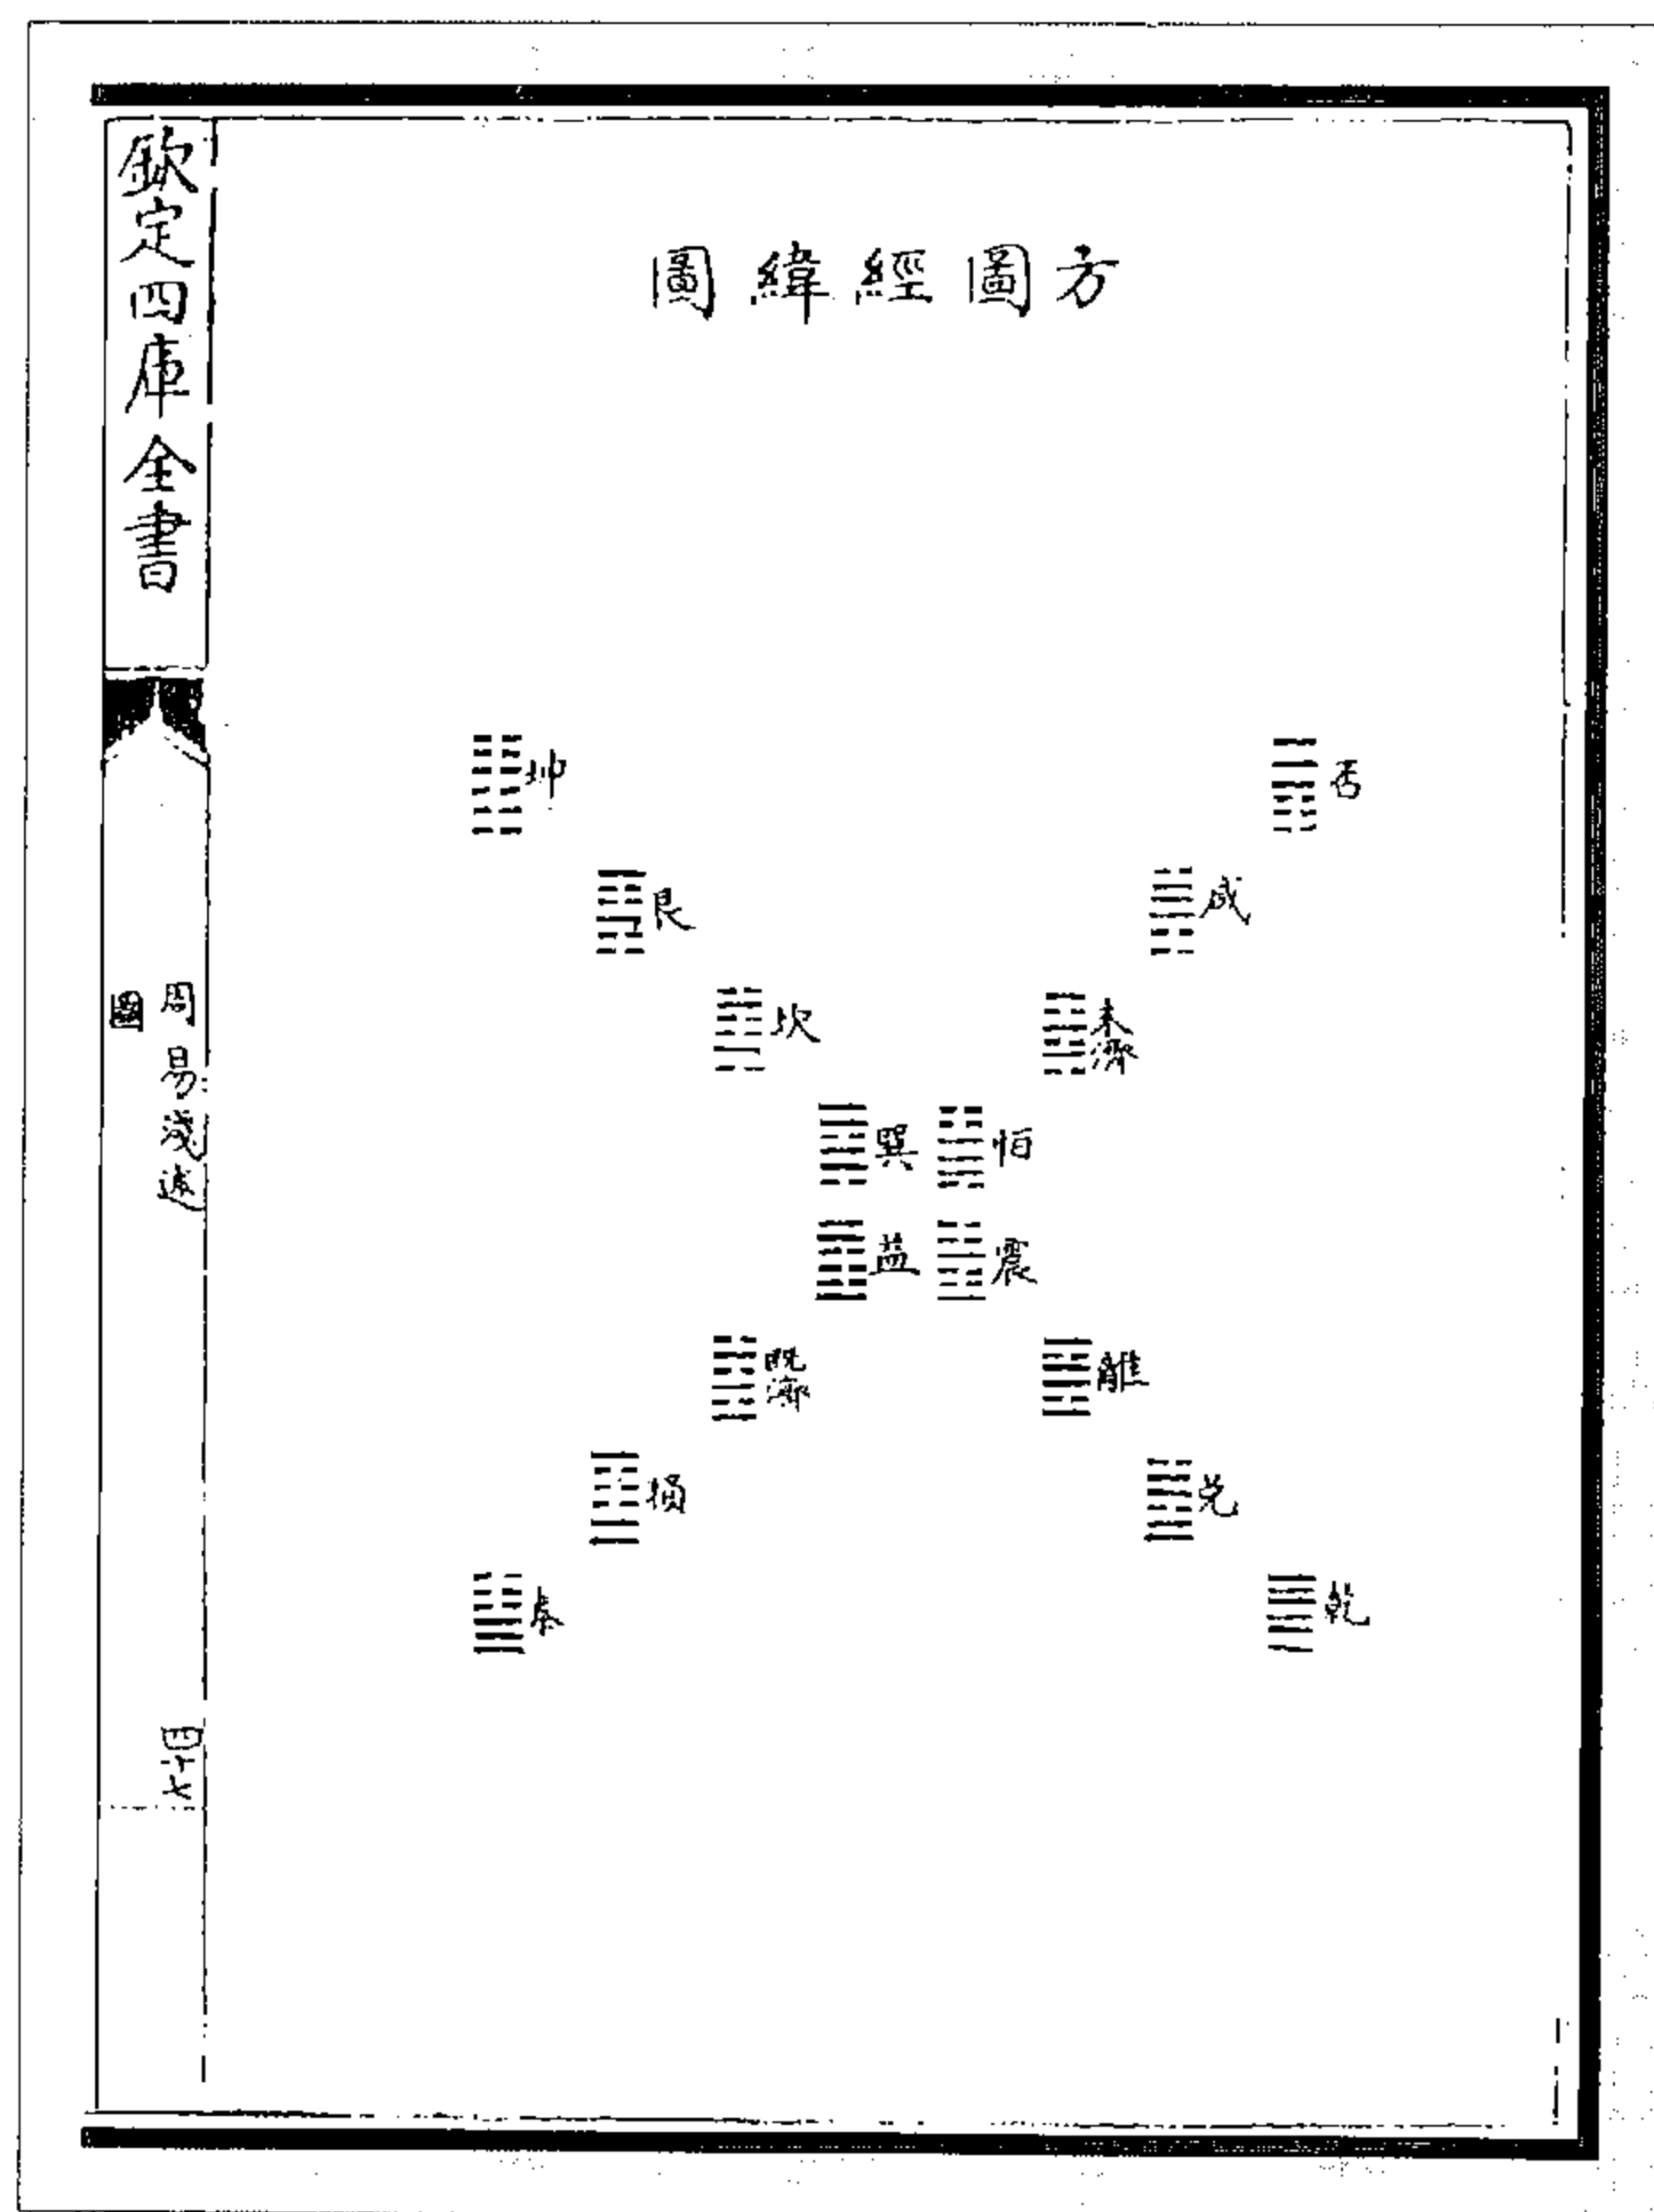 方圖經緯圖
否
坤
咸
艮
未濟
坎
恒
巽
震
益
離
既濟
兌
損
乾
泰
欽定四庫全書
周易淺述
圖
四十七